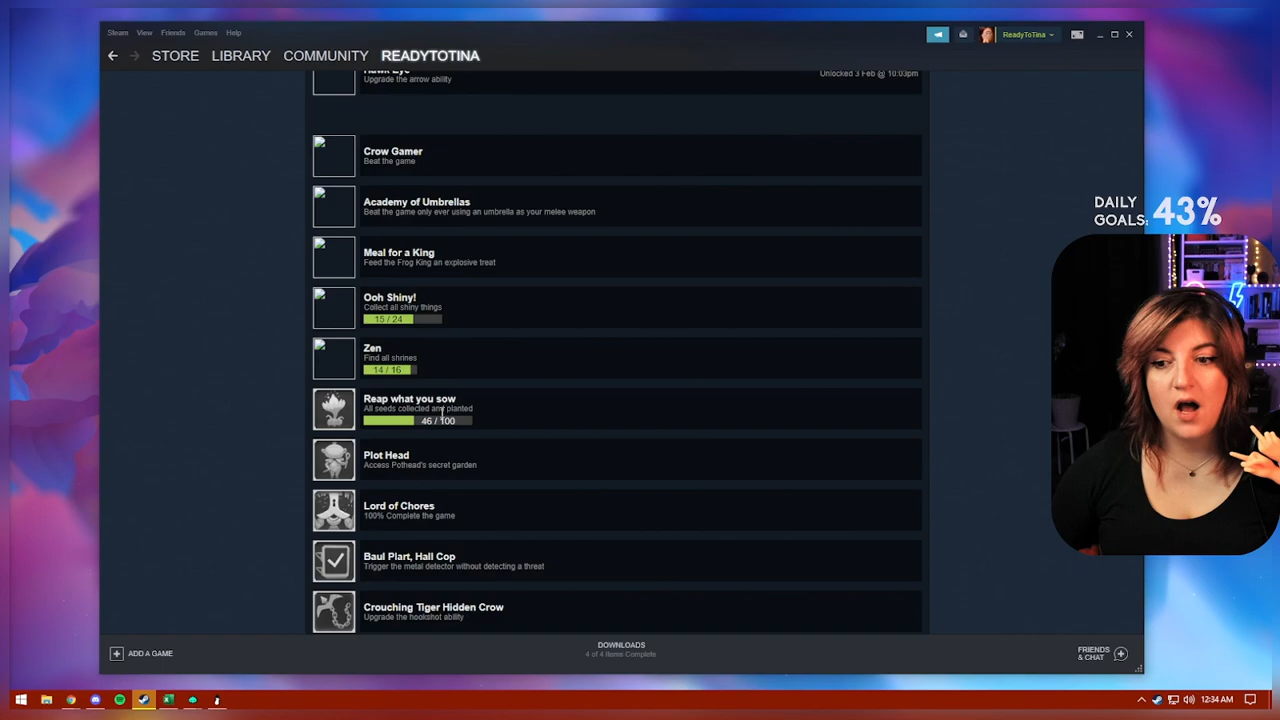 Steam View Friends Games Help
ReadyToTina
STORE LIBRARY COMMUNITY READYTOTINA
Hawk Eye
Upgrade the arrow ability
Unlocked 3 Feb @ 10:03pm
Crow Gamer
Beat the game
Academy of Umbrellas
Beat the game only ever using an umbrella as your melee weapon
Meal for a King
Feed the Frog King an explosive treat
Ooh Shiny!
Collect all shiny things
15 / 24
Zen
Find all shrines
14 / 16
Reap what you sow
All seeds collected and planted
46 / 100
Plot Head
Access Pothead's secret garden
Lord of Chores
100% Complete the game
Baul Plart, Hall Cop
Trigger the metal detector without detecting a threat
Crouching Tiger Hidden Crow
Upgrade the hookshot ability
DAILY
GOALS: 43%
ADD A GAME
DOWNLOADS
4 of 4 Items Complete
FRIENDS
& CHAT
12:34 AM